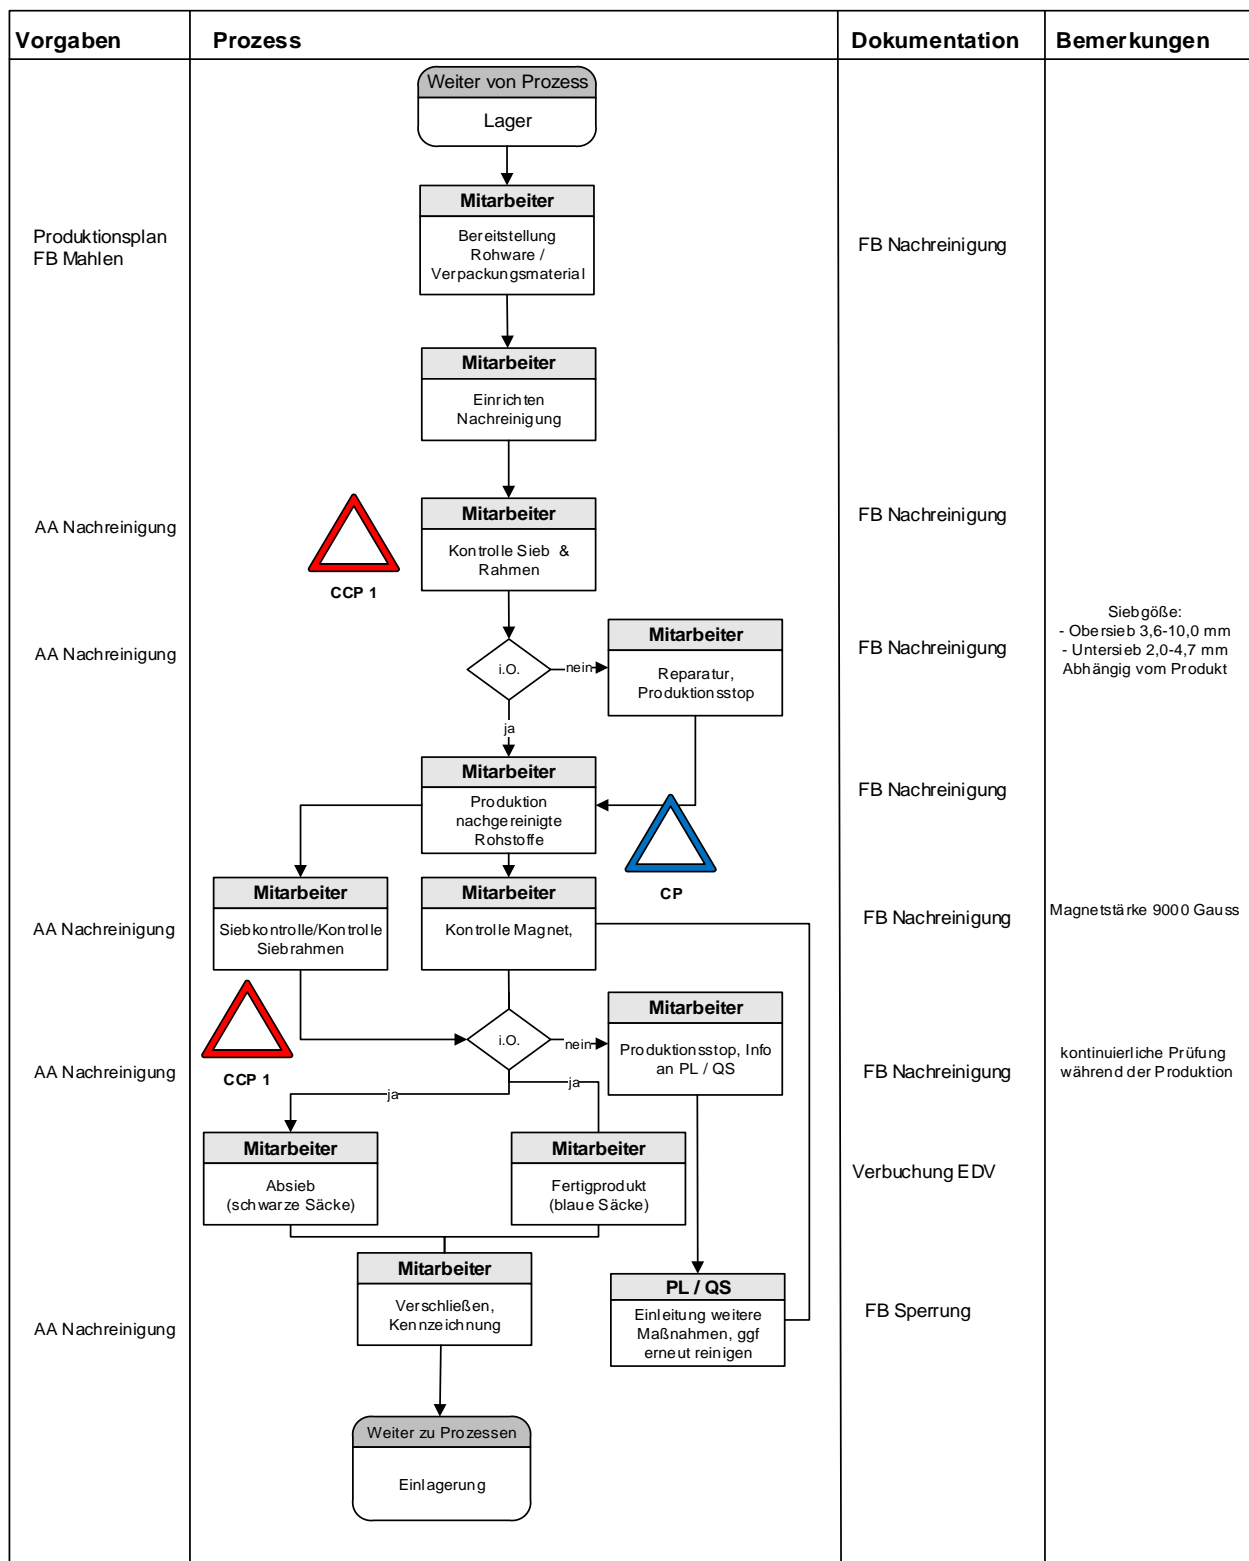 Vorgaben
Prozess
Dokumentation
Bemerkungen
Weiter von Prozess
Lager
Mitarbeiter
Bereitstellung
Rohware /
Verpackungsmaterial
Produktionsplan
FB Mahlen
FB Nachreinigung
Mitarbeiter
Einrichten
Nachreinigung
AA Nachreinigung
CCP 1
Mitarbeiter
Kontrolle Sieb &
Rahmen
FB Nachreinigung
AA Nachreinigung
i.O.
nein
ja
Mitarbeiter
Reparatur,
Produktionsstop
FB Nachreinigung
Siebgöße:
- Obersieb 3,6-10,0 mm
- Untersieb 2,0-4,7 mm
Abhängig vom Produkt
Mitarbeiter
Produktion
nachgereinigte
Rohstoffe
CP
FB Nachreinigung
AA Nachreinigung
Mitarbeiter
Siebkontrolle/Kontrolle
Siebrahmen
Mitarbeiter
Kontrolle Magnet,
FB Nachreinigung
Magnetstärke 9000 Gauss
AA Nachreinigung
CCP 1
i.O.
nein
ja
ja
Mitarbeiter
Produktionsstop, Info
an PL / QS
FB Nachreinigung
kontinuierliche Prüfung
während der Produktion
Mitarbeiter
Absieb
(schwarze Säcke)
Mitarbeiter
Fertigprodukt
(blaue Säcke)
Verbuchung EDV
AA Nachreinigung
Mitarbeiter
Verschließen,
Kennzeichnung
PL / QS
Einleitung weitere
Maßnahmen, ggf
erneut reinigen
FB Sperrung
Weiter zu Prozessen
Einlagerung